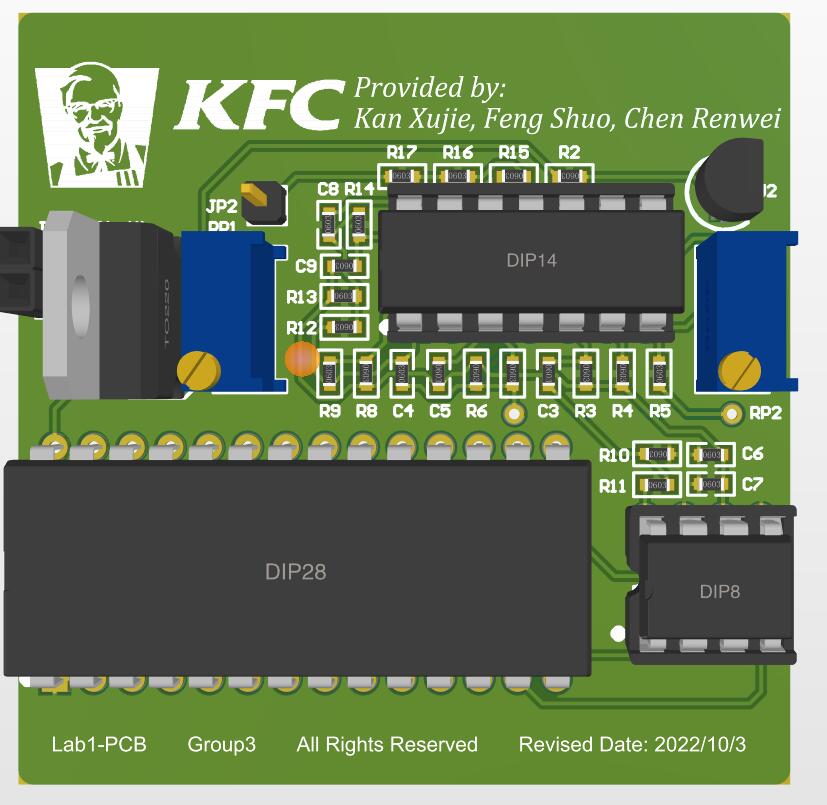 KFC
Provided by:
Kan Xujie, Feng Shuo, Chen Renwei
R17 R16 R15 R2
C8 R14
JP2
RP1
C9
DIP14
TO220
R13
R12
R9 R8 C4 C5 R6 C3 R3 R4 R5
RP2
R10 C6
R11 C7
DIP28
DIP8
Lab1-PCB Group3 All Rights Reserved Revised Date: 2022/10/3